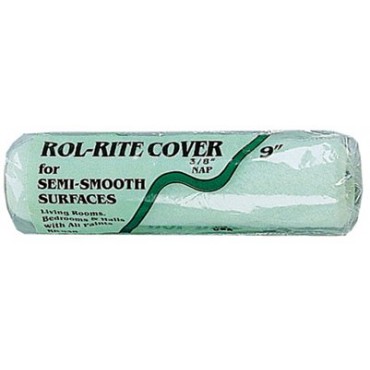 ROL-RITE COVER
3/8" NAP
9"
for
SEMI-SMOOTH
SURFACES
Living Rooms,
Bedrooms & Halls
with All Paints